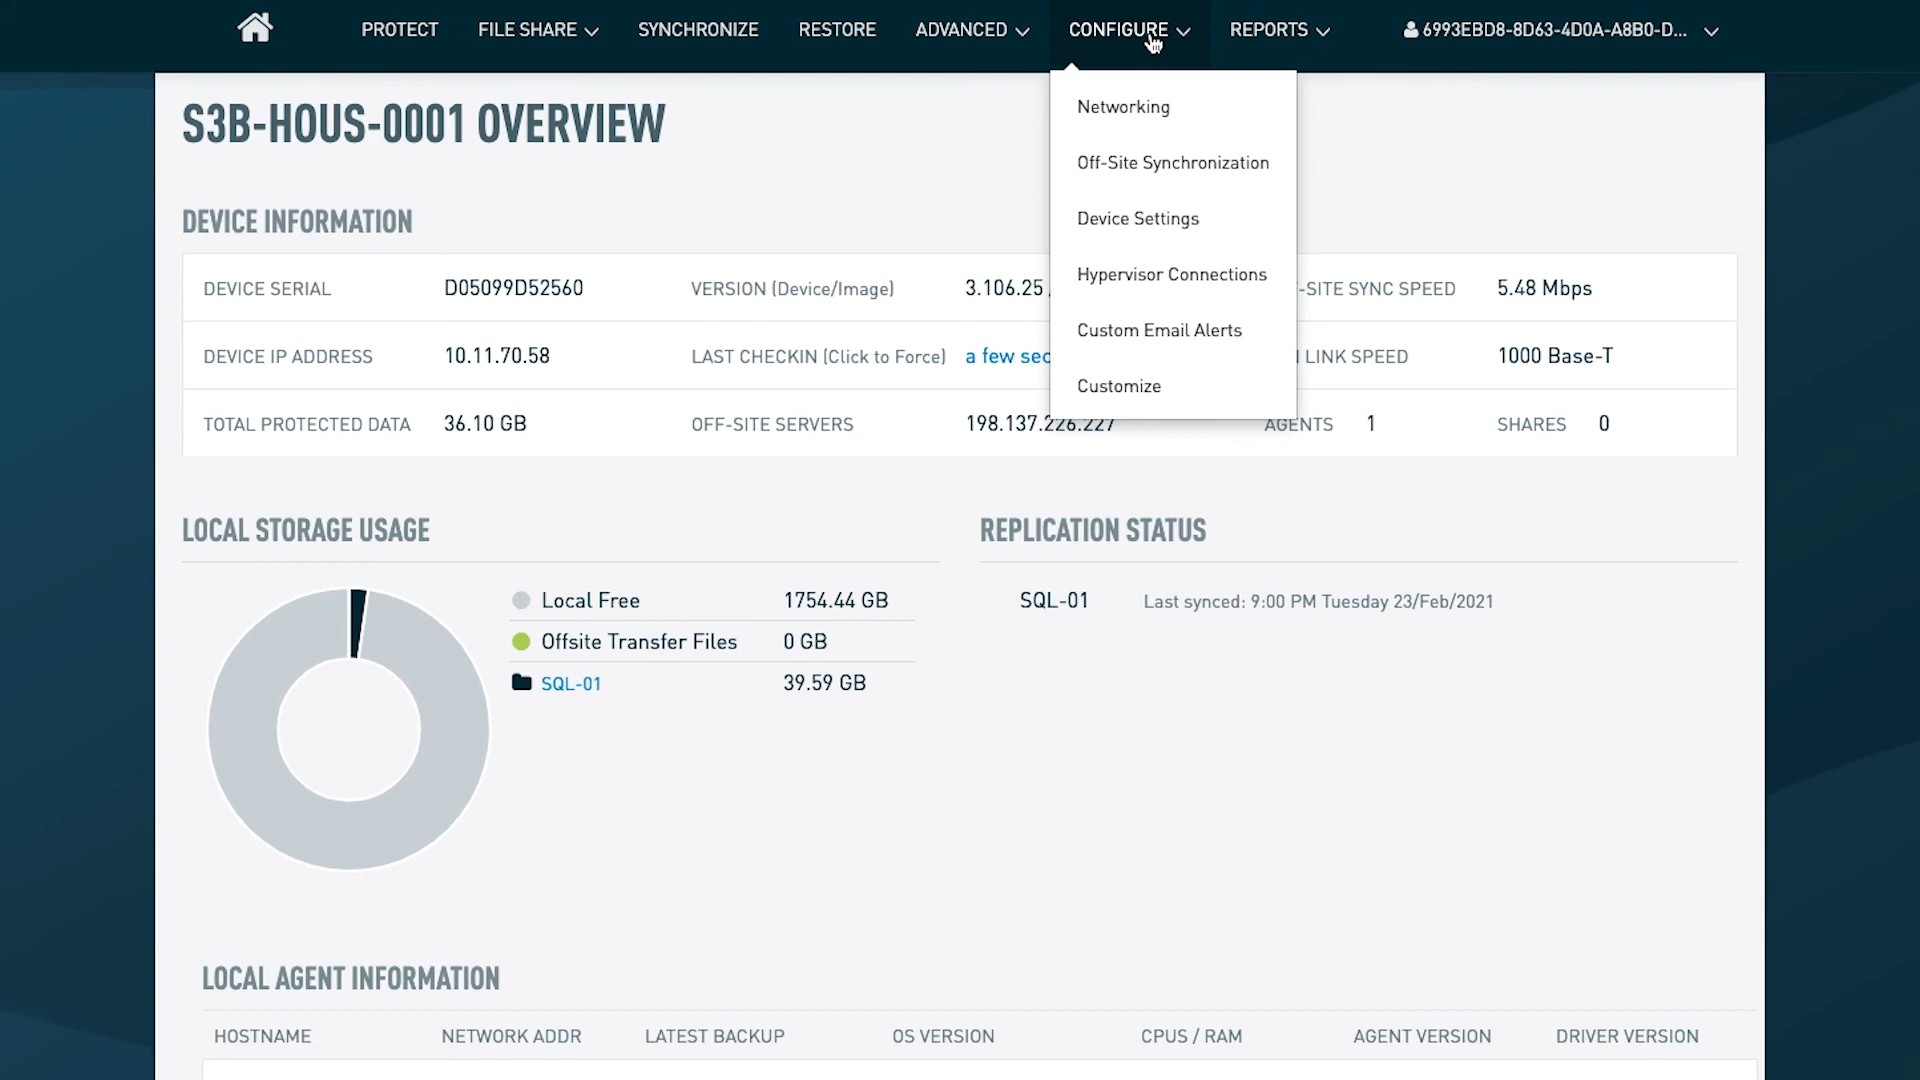 PROTECT FILE SHARE SYNCHRONIZE RESTORE ADVANCED CONFIGURE REPORTS 6993EBD8-8D63-4D0A-A8B0-D...
Networking
Off-Site Synchronization
Device Settings
Hypervisor Connections
Custom Email Alerts
Customize
S3B-HOUS-0001 OVERVIEW
DEVICE INFORMATION
DEVICE SERIAL D05099D52560 VERSION (Device/Image) 3.106.25 -SITE SYNC SPEED 5.48 Mbps
DEVICE IP ADDRESS 10.11.70.58 LAST CHECKIN (Click to Force) a few sec LINK SPEED 1000 Base-T
TOTAL PROTECTED DATA 36.10 GB OFF-SITE SERVERS 198.137.226.227 AGENTS 1 SHARES 0
LOCAL STORAGE USAGE
Local Free 1754.44 GB
Offsite Transfer Files 0 GB
SQL-01 39.59 GB
REPLICATION STATUS
SQL-01 Last synced: 9:00 PM Tuesday 23/Feb/2021
LOCAL AGENT INFORMATION
HOSTNAME NETWORK ADDR LATEST BACKUP OS VERSION CPUS / RAM AGENT VERSION DRIVER VERSION